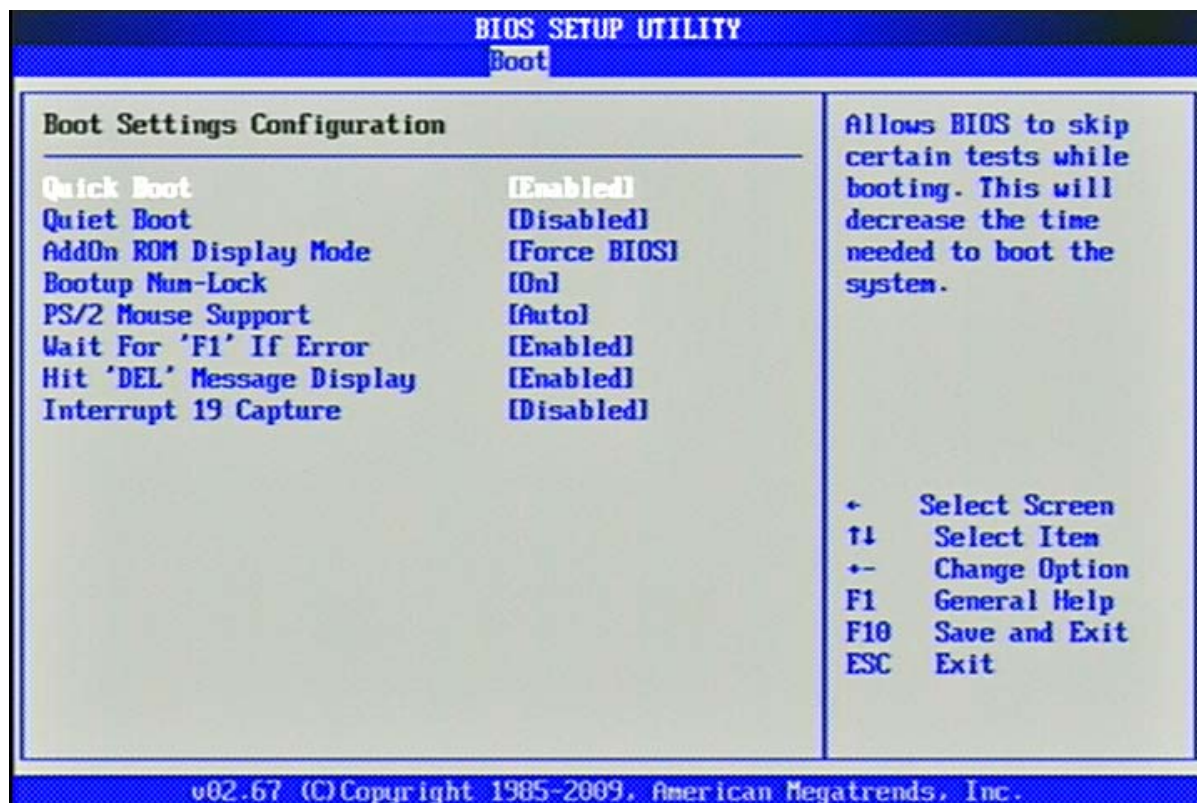 BIOS SETUP UTILITY
Boot
Boot Settings Configuration
Quick Boot [Enabled]
Quiet Boot [Disabled]
AddOn ROM Display Mode [Force BIOS]
Bootup Num-Lock [On]
PS/2 Mouse Support [Auto]
Wait For 'F1' If Error [Enabled]
Hit 'DEL' Message Display [Enabled]
Interrupt 19 Capture [Disabled]
Allows BIOS to skip
certain tests while
booting. This will
decrease the time
needed to boot the
system.
← Select Screen
↑↓ Select Item
+- Change Option
F1 General Help
F10 Save and Exit
ESC Exit
v02.67 (C)Copyright 1985-2009, American Megatrends, Inc.